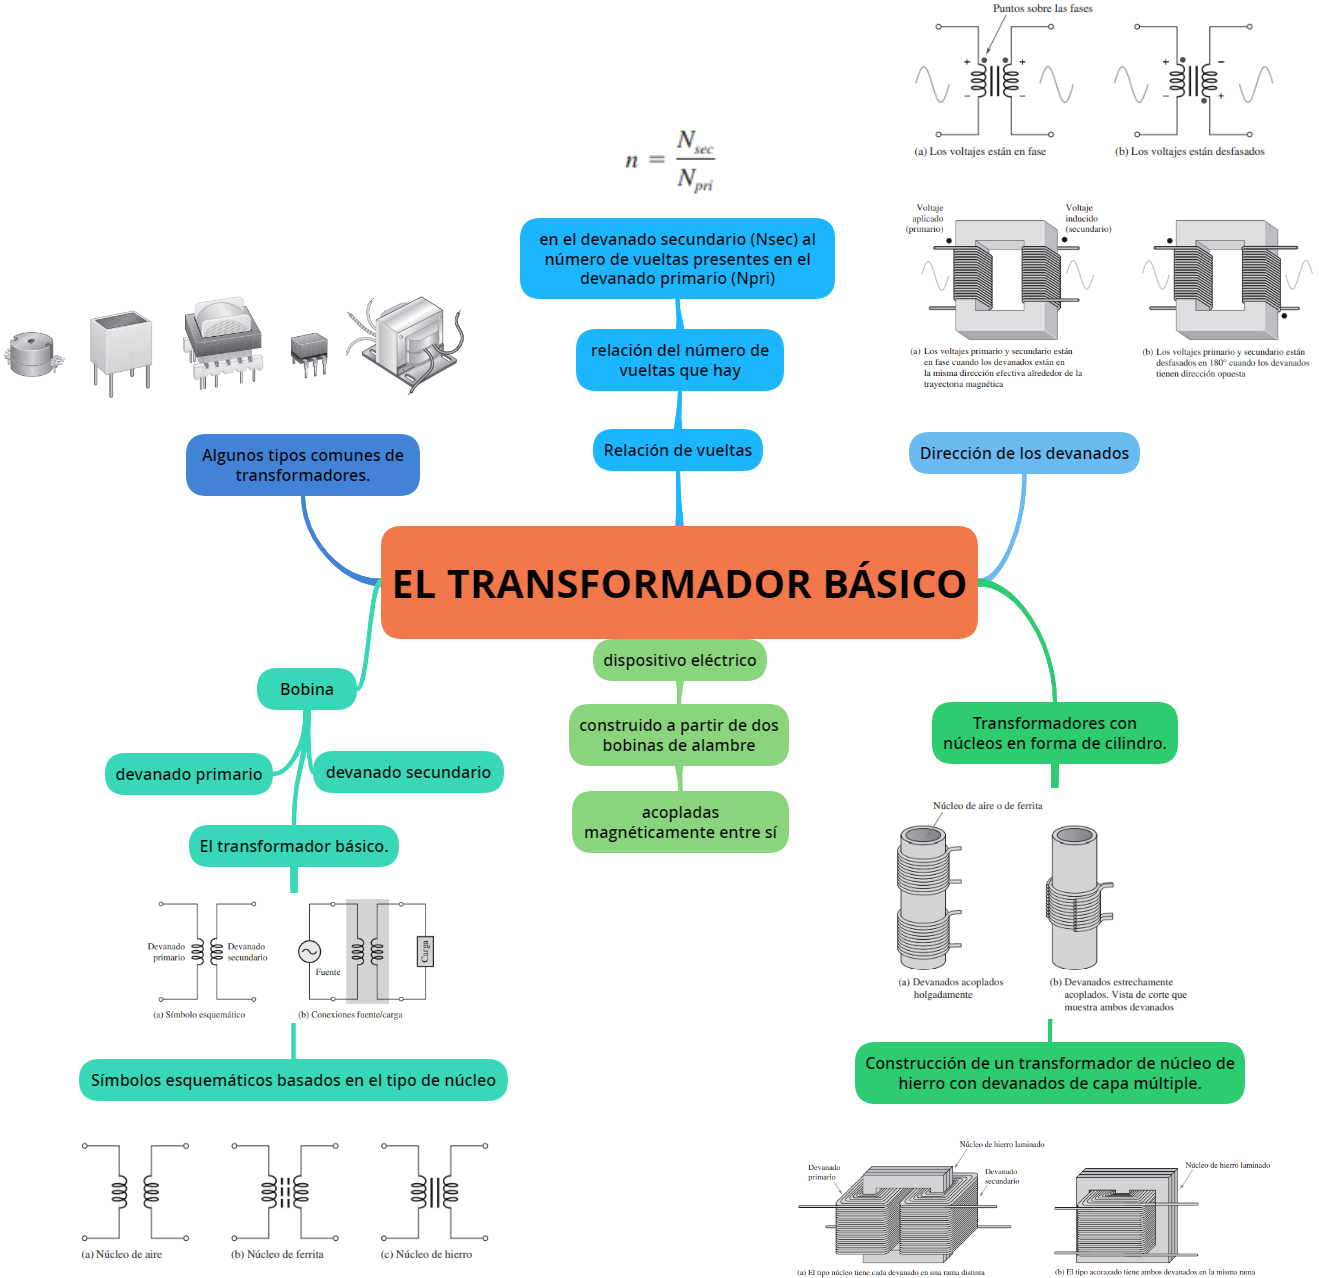 Puntos sobre las fases
+
+
+
−
−
−
−
+
(a) Los voltajes están en fase
(b) Los voltajes están desfasados
n = Nsec
Npri
Voltaje
aplicado
(primario)
Voltaje
inducido
(secundario)
(a) Los voltajes primario y secundario están
en fase cuando los devanados están en
la misma dirección efectiva alrededor de la
trayectoria magnética
(b) Los voltajes primario y secundario están
desfasados en 180° cuando los devanados
tienen dirección opuesta
en el devanado secundario (Nsec) al
número de vueltas presentes en el
devanado primario (Npri)
relación del número de
vueltas que hay
Relación de vueltas
Algunos tipos comunes de
transformadores.
Dirección de los devanados
EL TRANSFORMADOR BÁSICO
dispositivo eléctrico
construido a partir de dos
bobinas de alambre
acopladas
magnéticamente entre sí
Bobina
devanado primario
devanado secundario
El transformador básico.
Devanado
primario
Devanado
secundario
Fuente
Carga
(a) Símbolo esquemático
(b) Conexiones fuente/carga
Símbolos esquemáticos basados en el tipo de núcleo
(a) Núcleo de aire
(b) Núcleo de ferrita
(c) Núcleo de hierro
Transformadores con
núcleos en forma de cilindro.
Núcleo de aire o de ferrita
(a) Devanados acoplados
holgadamente
(b) Devanados estrechamente
acoplados. Vista de corte que
muestra ambos devanados
Construcción de un transformador de núcleo de
hierro con devanados de capa múltiple.
Núcleo de hierro laminado
Devanado
primario
Devanado
secundario
Núcleo de hierro laminado
(a) El tipo núcleo tiene cada devanado en una rama distinta
(b) El tipo acorazado tiene ambos devanados en la misma rama